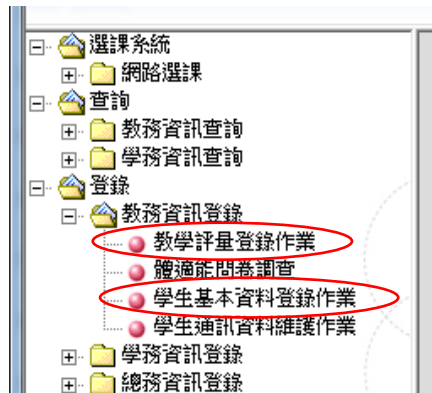 選課系統
網路選課
查詢
教務資訊查詢
學務資訊查詢
登錄
教務資訊登錄
教學評量登錄作業
體適能問卷調查
學生基本資料登錄作業
學生通訊資料維護作業
學務資訊登錄
總務資訊登錄